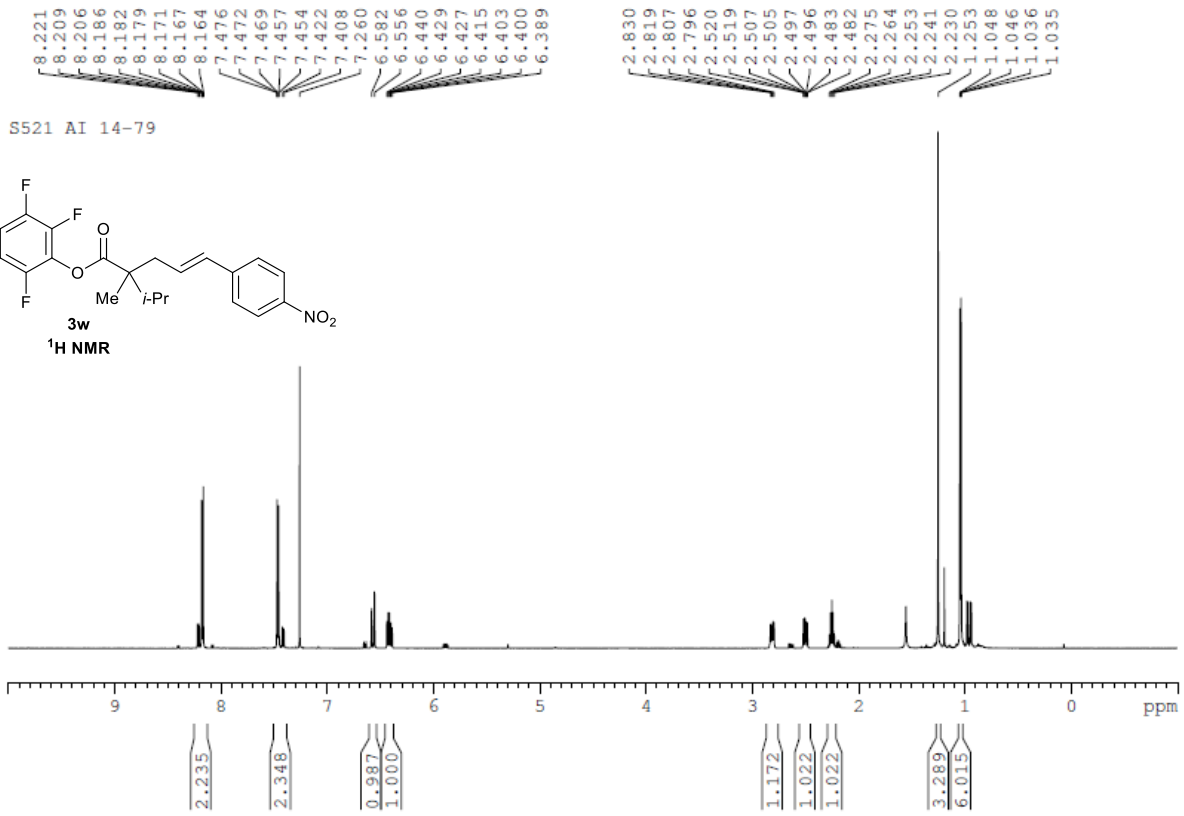 8.221 8.209 8.206 8.186 8.182 8.179 8.171 8.167 8.164 7.476 7.472 7.469 7.457 7.454 7.422 7.408 7.260 6.582 6.556 6.440 6.429 6.427 6.415 6.403 6.400 6.389 2.830 2.819 2.807 2.796 2.520 2.519 2.507 2.505 2.497 2.496 2.483 2.482 2.275 2.264 2.253 2.241 2.230 1.253 1.048 1.046 1.036 1.035
S521 AI 14-79
F
F
O
O
F
Me i-Pr
NO2
3w
1H NMR
9 8 7 6 5 4 3 2 1 0 ppm
2.235 2.348 0.987 1.000 1.172 1.022 1.022 3.289 6.015